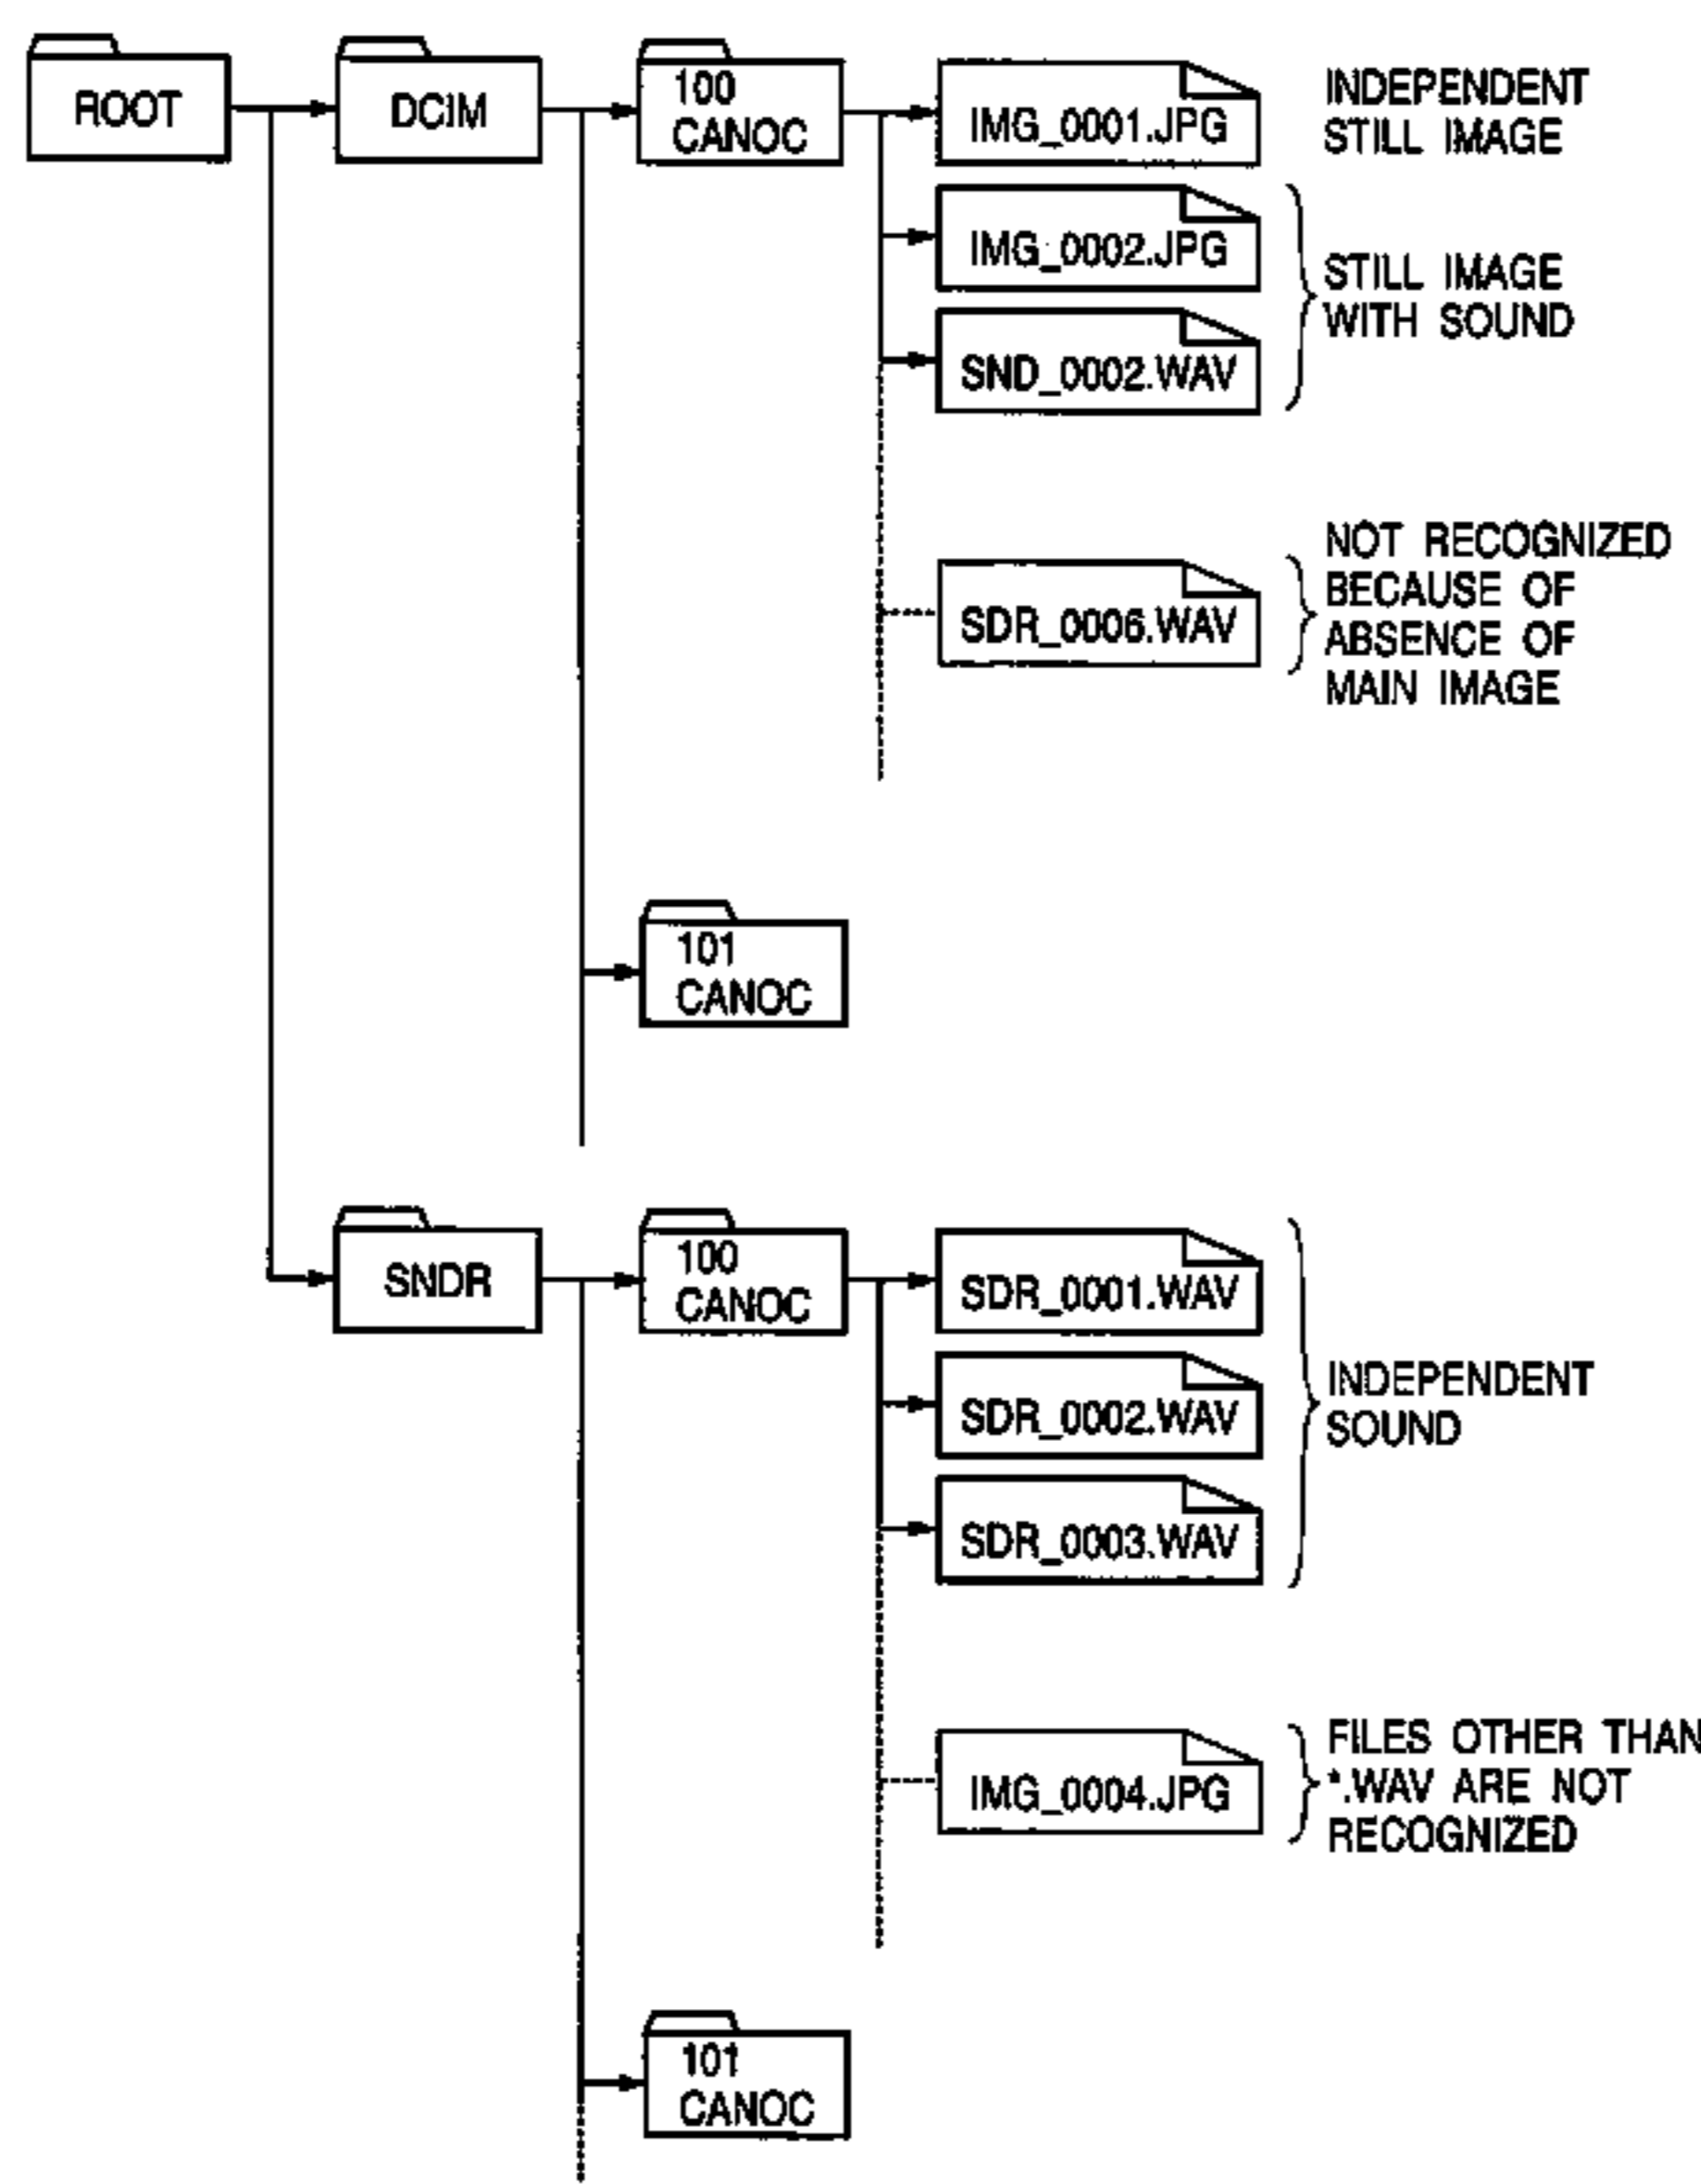 ROOT
DCIM
100
CANOC
IMG_0001.JPG
INDEPENDENT
STILL IMAGE
IMG_0002.JPG
SND_0002.WAV
STILL IMAGE
WITH SOUND
SDR_0006.WAV
NOT RECOGNIZED
BECAUSE OF
ABSENCE OF
MAIN IMAGE
101
CANOC
SNDR
100
CANOC
SDR_0001.WAV
SDR_0002.WAV
SDR_0003.WAV
INDEPENDENT
SOUND
IMG_0004.JPG
FILES OTHER THAN
*.WAV ARE NOT
RECOGNIZED
101
CANOC